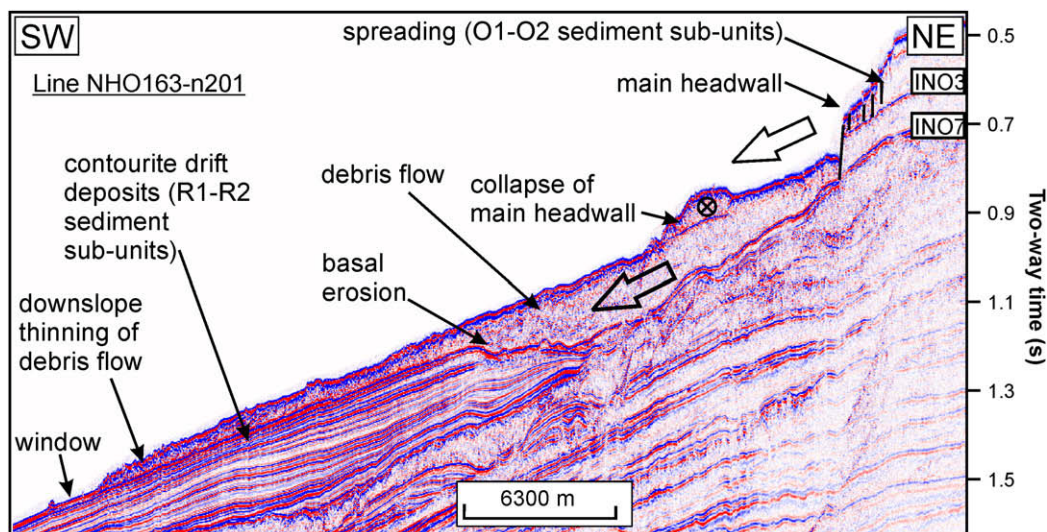 SW
NE
Line NHO163-n201
spreading (O1-O2 sediment sub-units)
main headwall
INO3
INO7
contourite drift
deposits (R1-R2
sediment
sub-units)
debris flow
collapse of
main headwall
basal
erosion
downslope
thinning of
debris flow
window
6300 m
0.5
0.7
0.9
1.1
1.3
1.5
Two-way time (s)